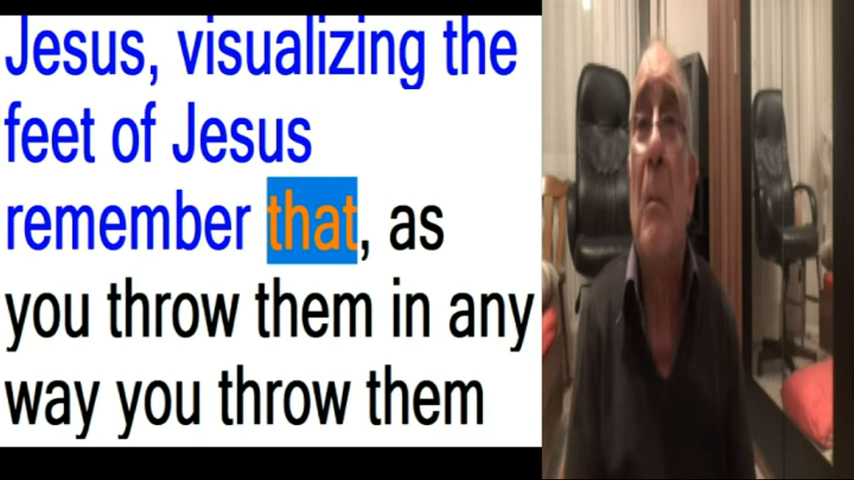 Jesus, visualizing the
feet of Jesus
remember that, as
you throw them in any
way you throw them